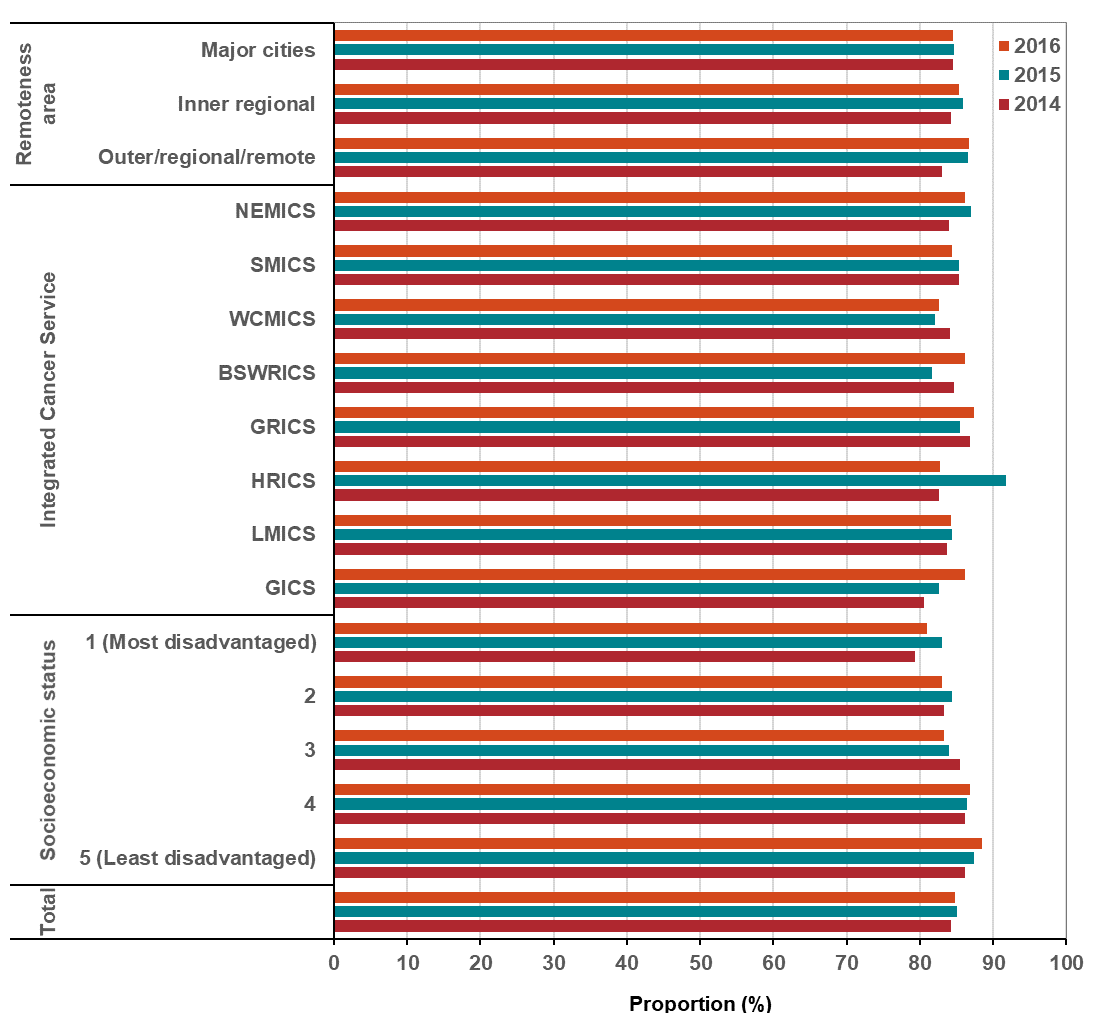 Remoteness
area
Major cities
Inner regional
Outer/regional/remote
2016
2015
2014
Integrated Cancer Service
NEMICS
SMICS
WCMICS
BSWRICS
GRICS
HRICS
LMICS
GICS
Socioeconomic status
1 (Most disadvantaged)
2
3
4
5 (Least disadvantaged)
Total
0 10 20 30 40 50 60 70 80 90 100
Proportion (%)